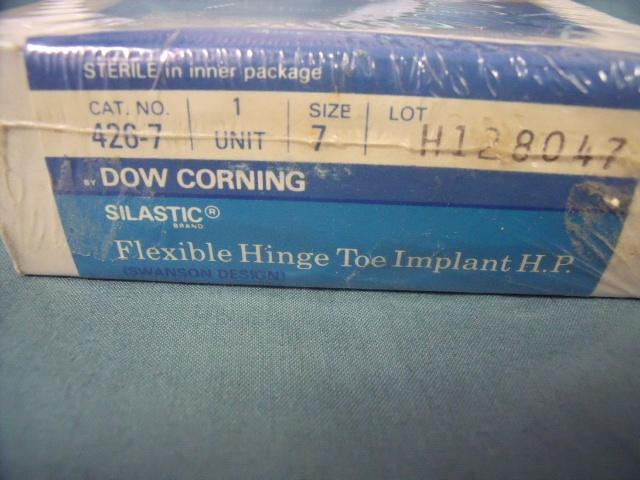 STERILE in inner package
CAT. NO. 1 SIZE LOT
426-7 UNIT 7 H128047
BY DOW CORNING
SILASTIC®
BRAND
Flexible Hinge Toe Implant H.P.
(SWANSON DESIGN)